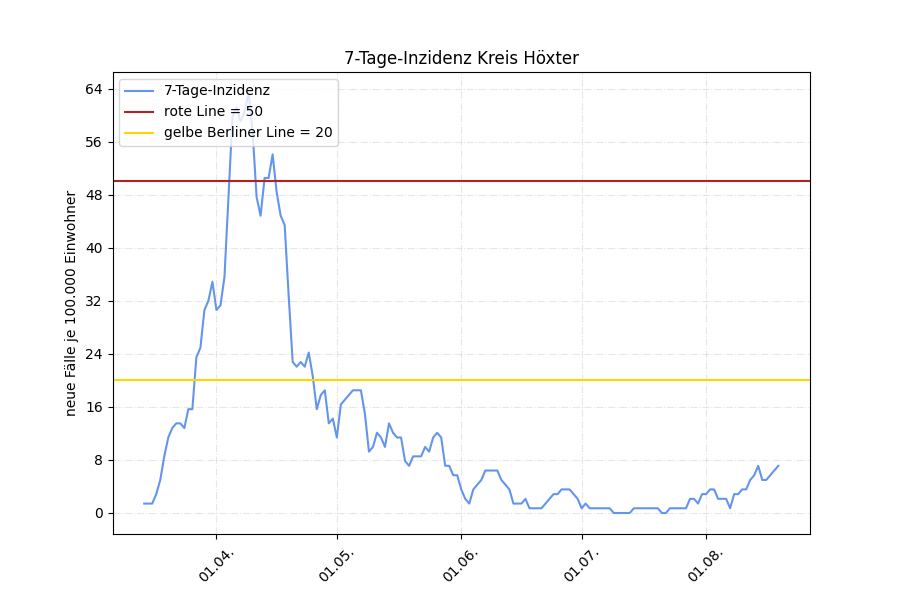 7-Tage-Inzidenz Kreis Höxter
7-Tage-Inzidenz
rote Line = 50
gelbe Berliner Line = 20
neue Fälle je 100.000 Einwohner
64
56
48
40
32
24
16
8
0
01.04.
01.05.
01.06.
01.07.
01.08.